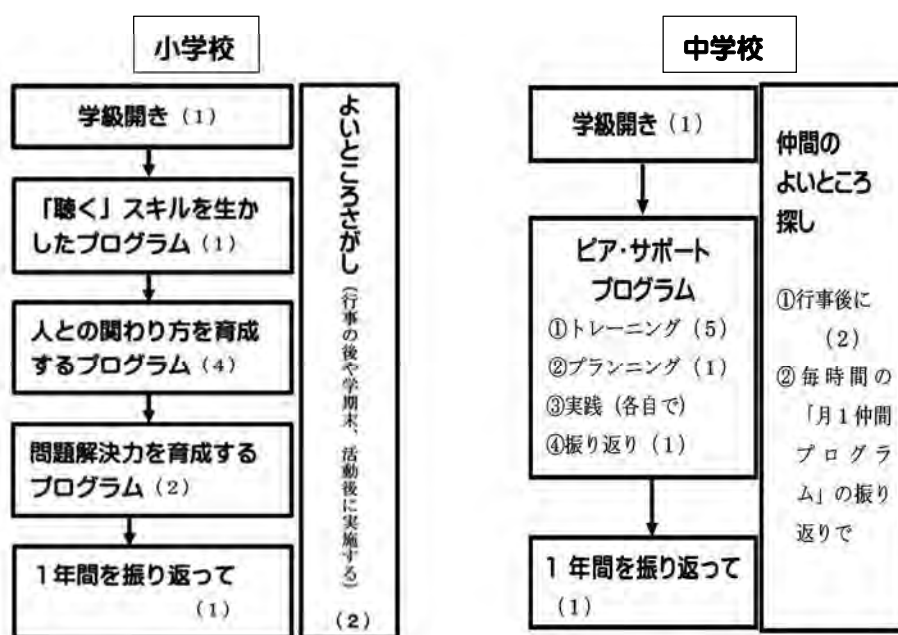 小学校
学級開き(1)
「聴く」スキルを生か
したプログラム(1)
人との関わり方を育成
するプログラム(4)
問題解決力を育成する
プログラム(2)
1年間を振り返って
(1)
よいところさがし(行事の後や学期末、活動後に実施する)
(2)
中学校
学級開き(1)
ピア・サポート
プログラム
①トレーニング(5)
②プランニング(1)
③実践(各自で)
④振り返り(1)
1年間を振り返って
(1)
仲間の
よいところ
探し
①行事後に
(2)
②毎時間の
「月1仲間
プログラ
ム」の振り
返りで